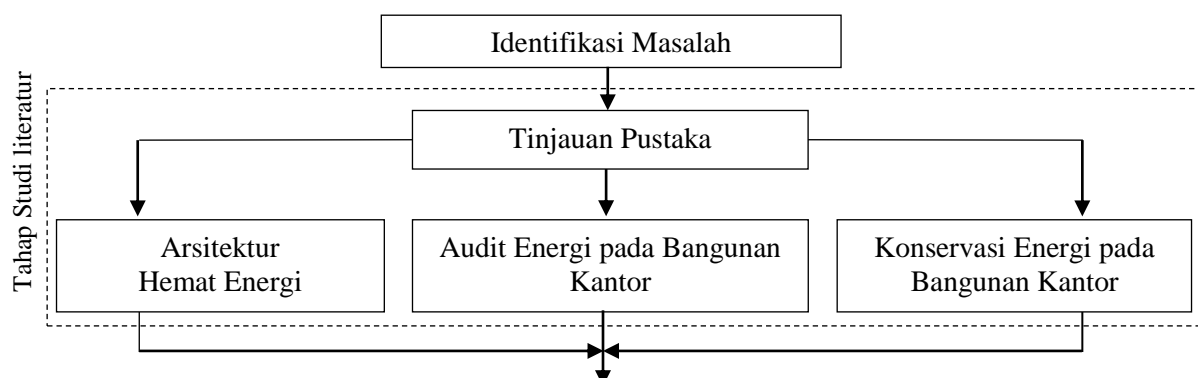 Identifikasi Masalah
Tahap Studi literatur
Tinjauan Pustaka
Arsitektur
Hemat Energi
Audit Energi pada Bangunan
Kantor
Konservasi Energi pada
Bangunan Kantor